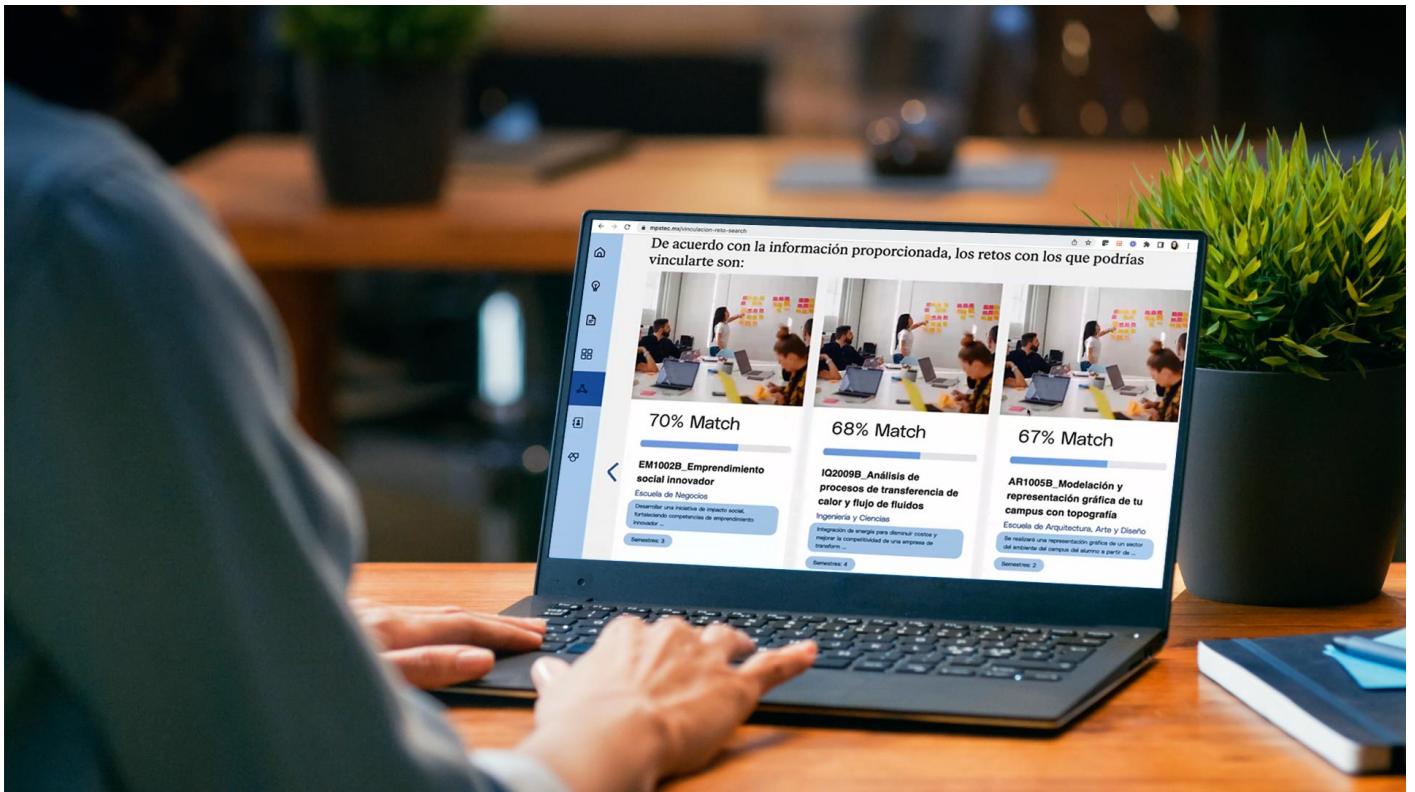 mpstec.mx/vinculacion-reto-search
De acuerdo con la información proporcionada, los retos con los que podrías
vincularte son:
70% Match
EM1002B_Emprendimiento
social innovador
Escuela de Negocios
Desarrollar una iniciativa de impacto social,
fortaleciendo competencias de emprendimiento
innovador ...
Semestres: 3
68% Match
IQ2009B_Análisis de
procesos de transferencia de
calor y flujo de fluidos
Ingeniería y Ciencias
Integración de energía para disminuir costos y
mejorar la competitividad de una empresa de
transform ...
Semestres: 4
67% Match
AR1005B_Modelación y
representación gráfica de tu
campus con topografía
Escuela de Arquitectura, Arte y Diseño
Se realizará una representación gráfica de un sector
del ambiente del campus del alumno a partir de ...
Semestres: 2